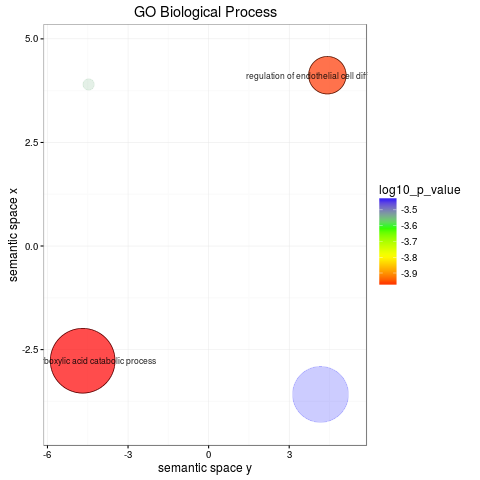 GO Biological Process
5.0
2.5
0.0
-2.5
-6
-3
0
3
semantic space x
semantic space y
regulation of endothelial cell dif
boxylic acid catabolic process
log10_p_value
-3.5
-3.6
-3.7
-3.8
-3.9